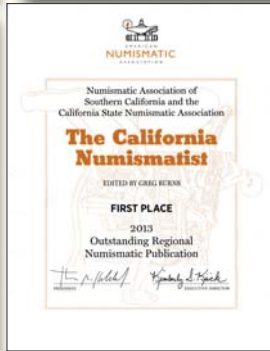 AMERICAN
NUMISMATIC
ASSOCIATION
Numismatic Association of
Southern California and the
California State Numismatic Association
The California
Numismatist
EDITED BY GREG BURNS
FIRST PLACE
2013
Outstanding Regional
Numismatic Publication
PRESIDENT
EXECUTIVE DIRECTOR